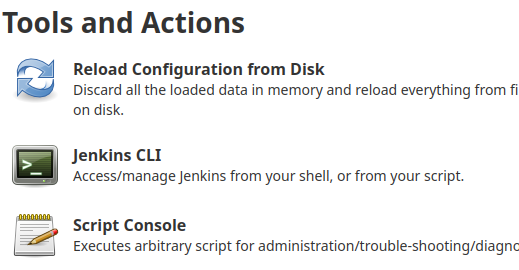 Tools and Actions
Reload Configuration from Disk
Discard all the loaded data in memory and reload everything from
on disk.
>_
Jenkins CLI
Access/manage Jenkins from your shell, or from your script.
Script Console
Executes arbitrary script for administration/trouble-shooting/